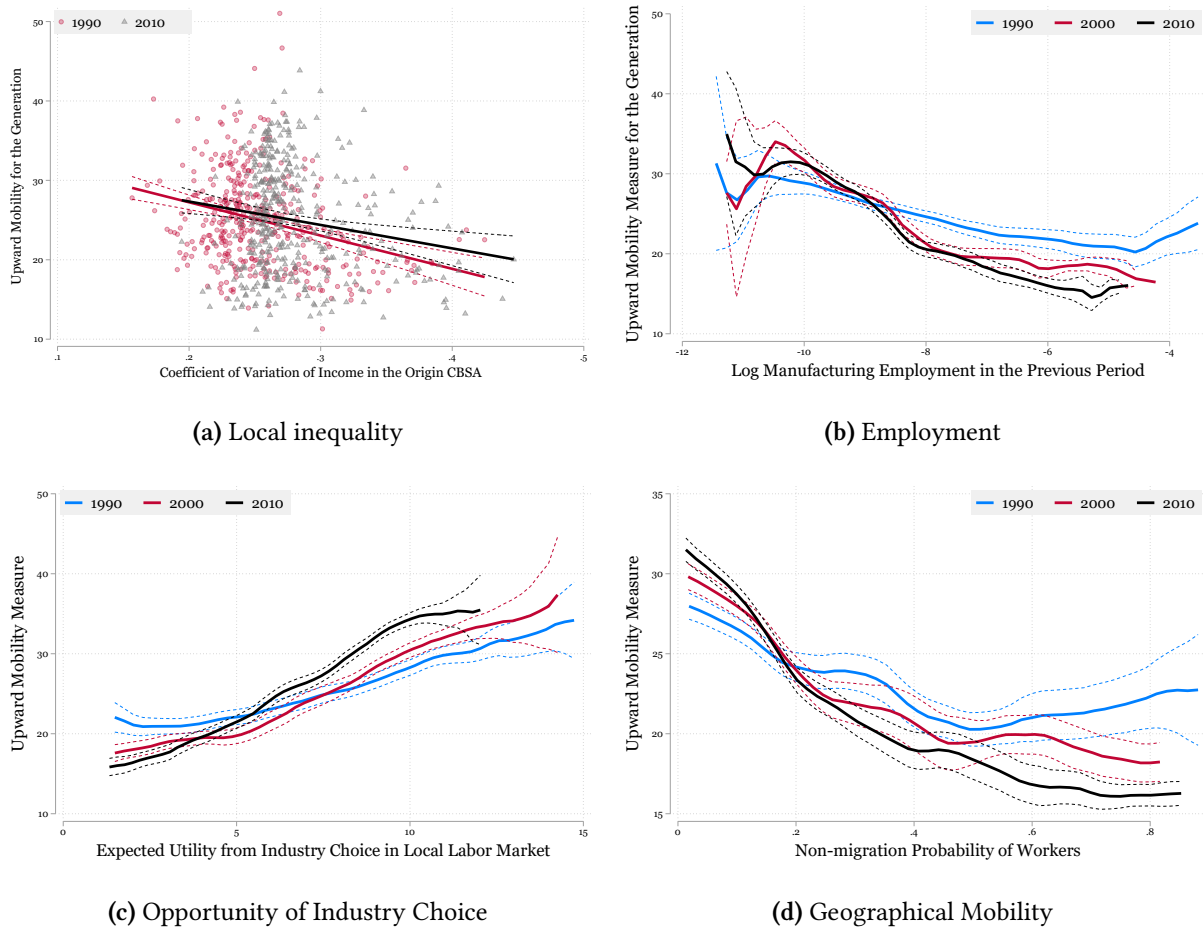 1990 2010
Upward Mobility for the Generation
50
40
30
20
10
.1 .2 .3 .4 .5
Coefficient of Variation of Income in the Origin CBSA
(a) Local inequality
1990 2000 2010
Upward Mobility Measure for the Generation
50
40
30
20
10
-12 -10 -8 -6 -4
Log Manufacturing Employment in the Previous Period
(b) Employment
1990 2000 2010
Upward Mobility Measure
50
40
30
20
10
0 5 10 15
Expected Utility from Industry Choice in Local Labor Market
(c) Opportunity of Industry Choice
1990 2000 2010
Upward Mobility Measure
35
30
25
20
15
0 .2 .4 .6 .8
Non-migration Probability of Workers
(d) Geographical Mobility